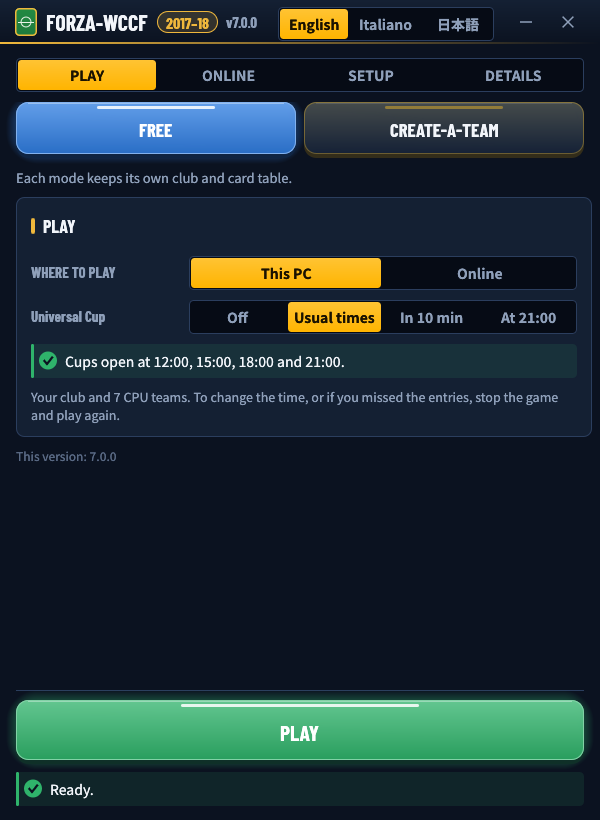 FORZA-WCCF 2017-18 v7.0.0 English Italiano 日本語
PLAY ONLINE SETUP DETAILS
FREE CREATE-A-TEAM
Each mode keeps its own club and card table.
PLAY
WHERE TO PLAY This PC Online
Universal Cup Off Usual times In 10 min At 21:00
Cups open at 12:00, 15:00, 18:00 and 21:00.
Your club and 7 CPU teams. To change the time, or if you missed the entries, stop the game
and play again.
This version: 7.0.0
PLAY
Ready.